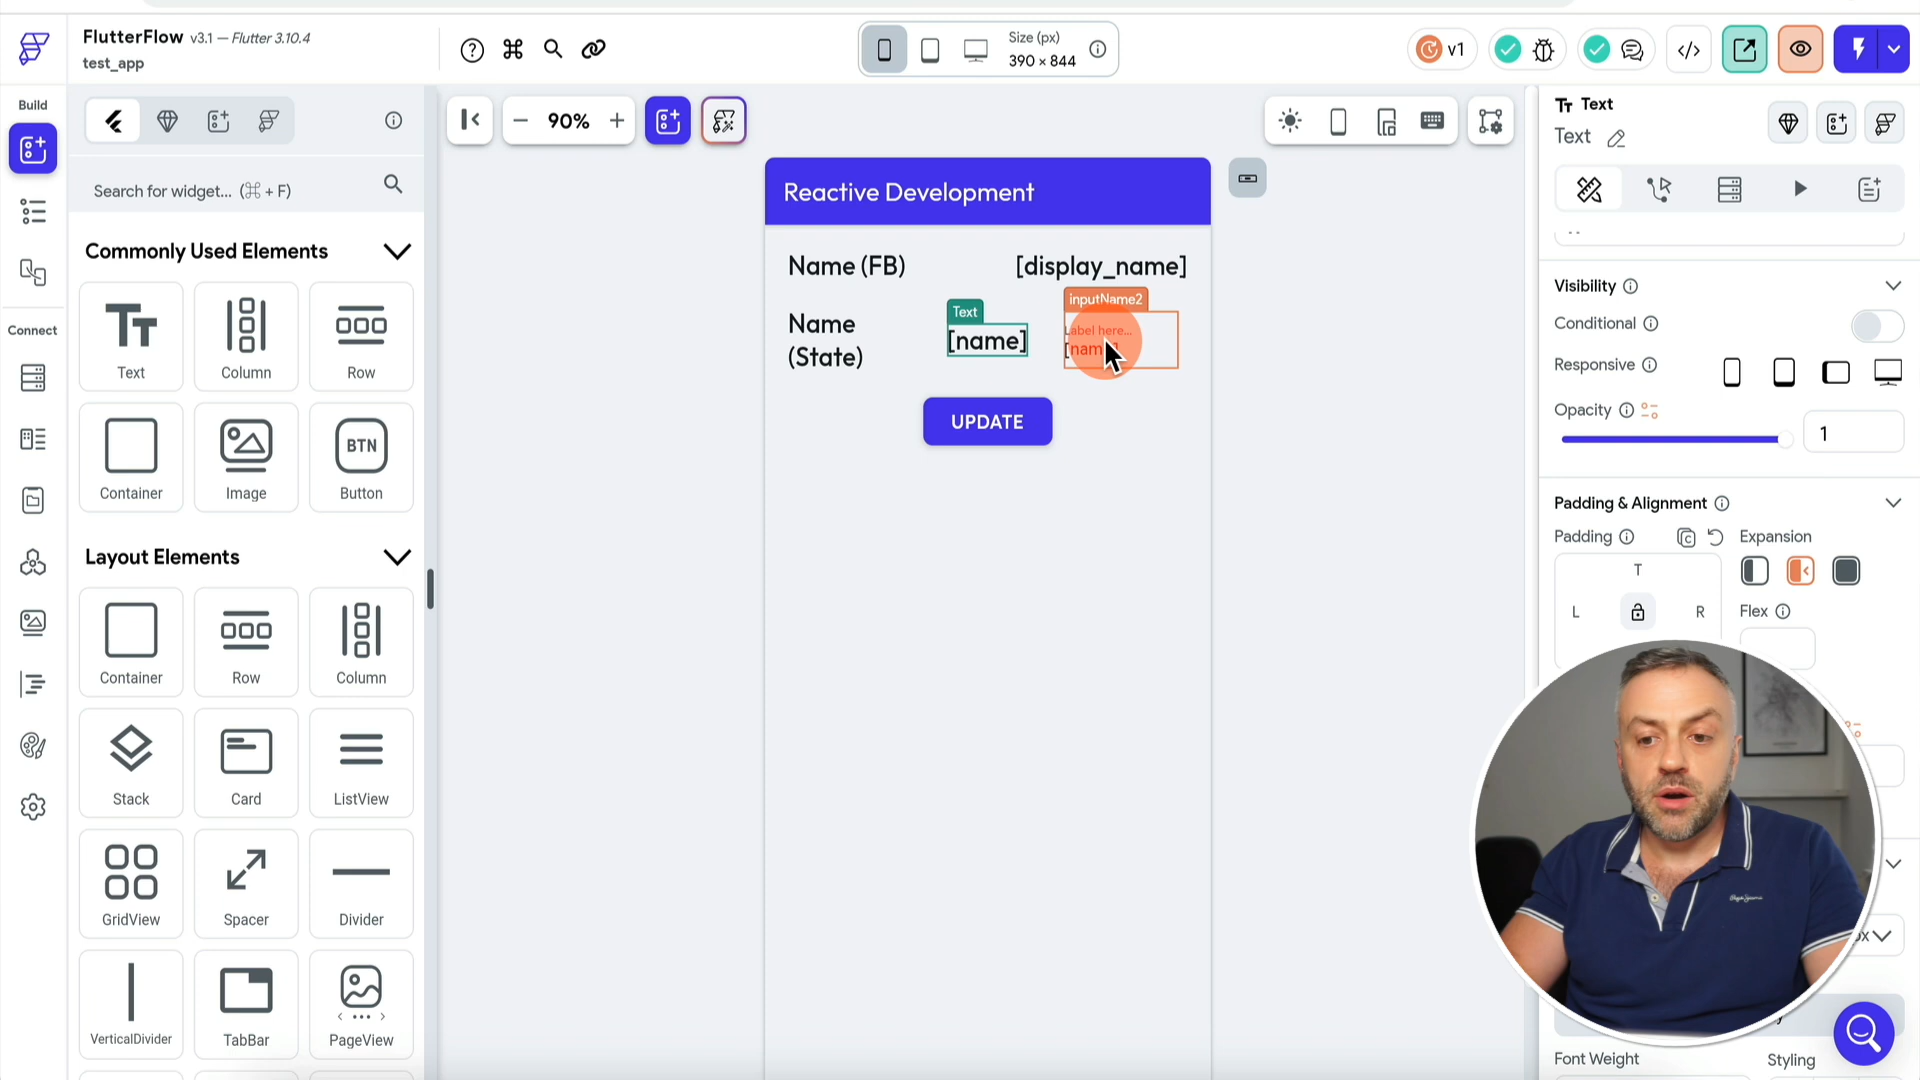 FlutterFlow v3.1 — Flutter 3.10.4
test_app
Size (px)
390 × 844
v1
Build
Connect
Search for widget... (⌘ + F)
Commonly Used Elements
Text
Column
Row
Container
Image
BTN
Button
Layout Elements
Container
Row
Column
Stack
Card
ListView
GridView
Spacer
Divider
VerticalDivider
TabBar
PageView
90%
Reactive Development
Name (FB)
[display_name]
Name
(State)
Text
[name]
inputName2
Label here...
UPDATE
Tt Text
Text
Visibility
Conditional
Responsive
Opacity
1
Padding & Alignment
Padding
Expansion
T
L
R
Flex
Font Weight
Styling